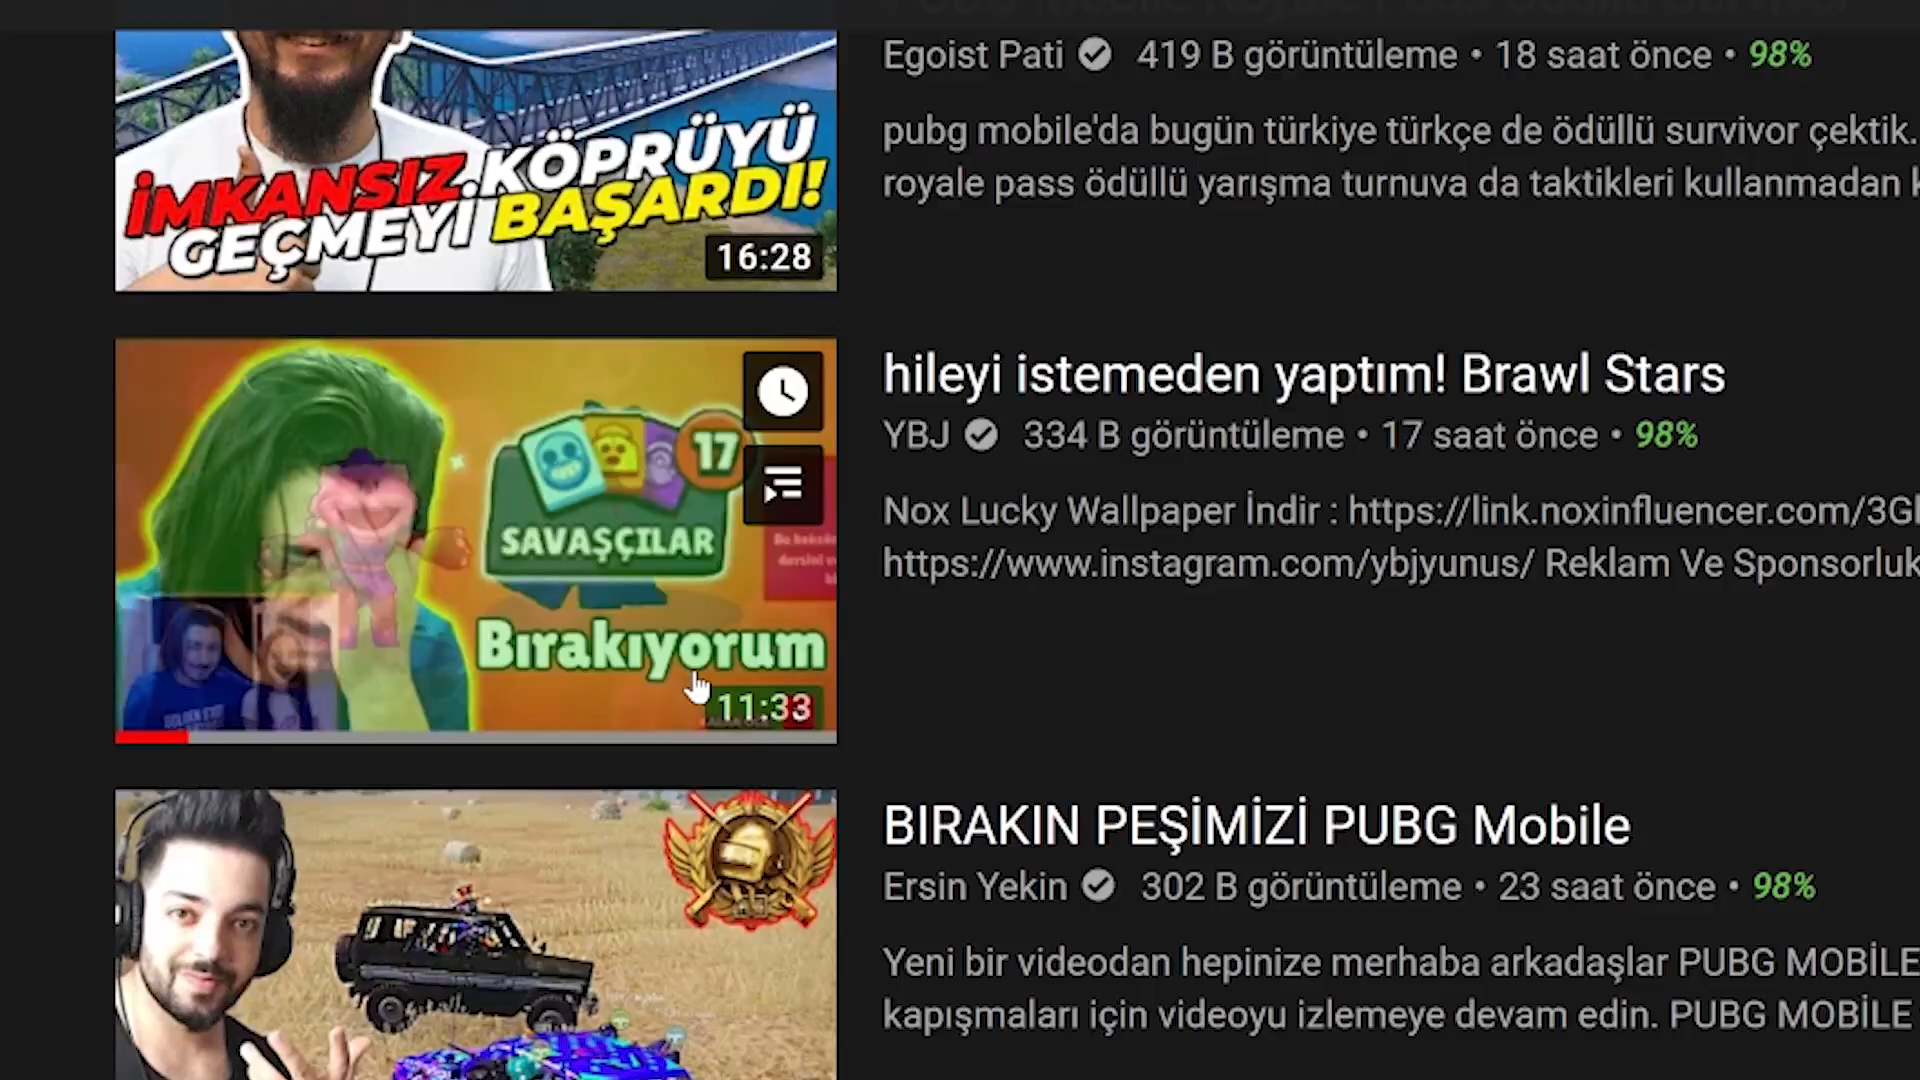 Egoist Pati 419 B görüntüleme • 18 saat önce • 98%
pubg mobile'da bugün türkiye türkçe de ödüllü survivor çektik.
royale pass ödüllü yarışma turnuva da taktikleri kullanmadan
İMKANSIZ KÖPRÜYÜ
GEÇMEYİ BAŞARDI!
16:28
hileyi istemeden yaptım! Brawl Stars
YBJ 334 B görüntüleme • 17 saat önce • 98%
Nox Lucky Wallpaper İndir : https://link.noxinfluencer.com/3G
https://www.instagram.com/ybjyunus/ Reklam Ve Sponsorluk
17
SAVAŞÇILAR
Bırakıyorum
11:33
BIRAKIN PEŞİMİZİ PUBG Mobile
Ersin Yekin 302 B görüntüleme • 23 saat önce • 98%
Yeni bir videodan hepinize merhaba arkadaşlar PUBG MOBİLE
kapışmaları için videoyu izlemeye devam edin. PUBG MOBİLE